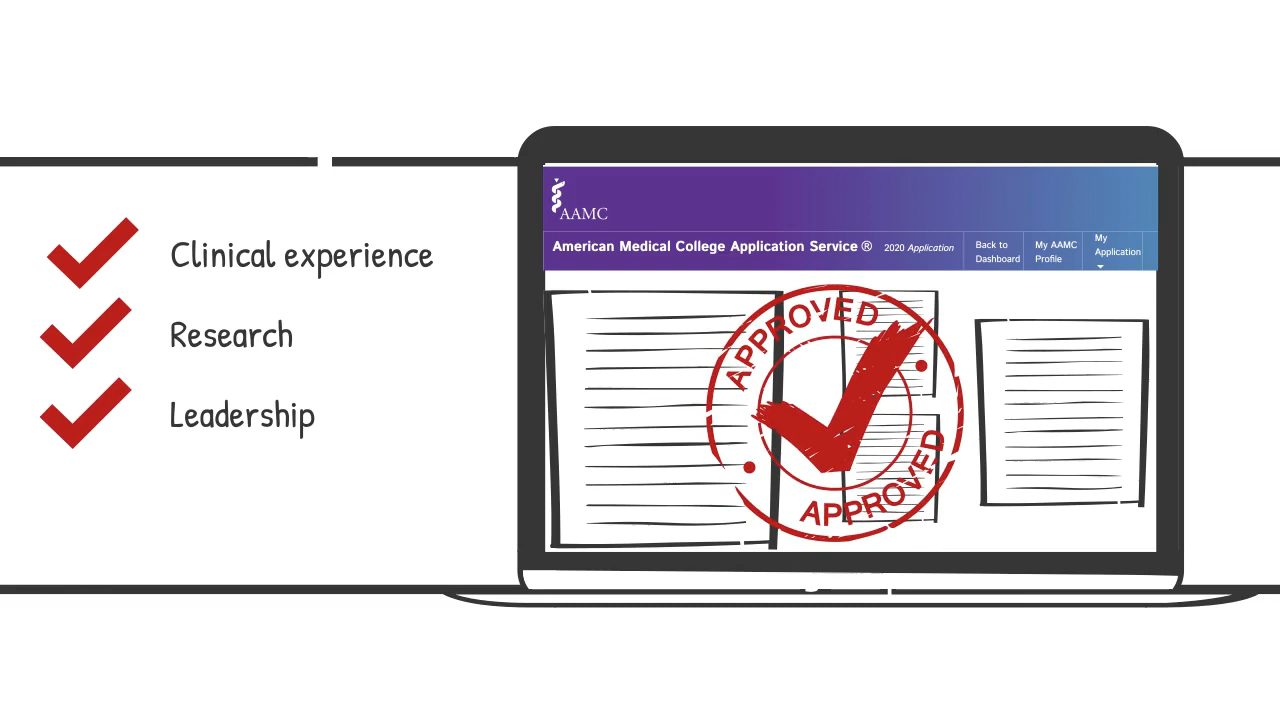 Clinical experience
Research
Leadership
AAMC
American Medical College Application Service ® 2020 Application
Back to
Dashboard
My AAMC
Profile
My
Application
APPROVED
APPROVED